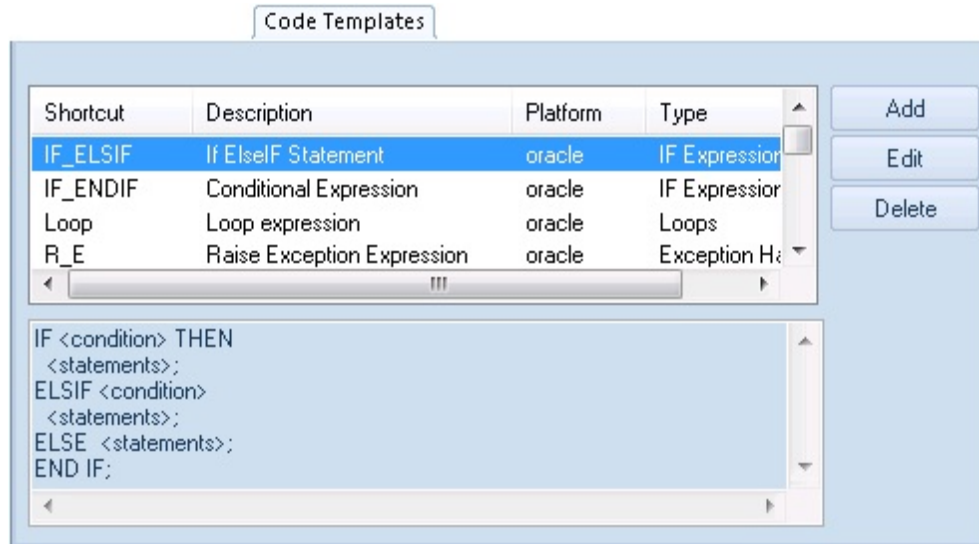 Code Templates
Shortcut Description Platform Type
IF_ELSIF If ElseIF Statement oracle IF Expression
IF_ENDIF Conditional Expression oracle IF Expression
Loop Loop expression oracle Loops
R_E Raise Exception Expression oracle Exception Ha
Add
Edit
Delete
IF <condition> THEN
<statements>;
ELSIF <condition>
<statements>;
ELSE <statements>;
END IF;